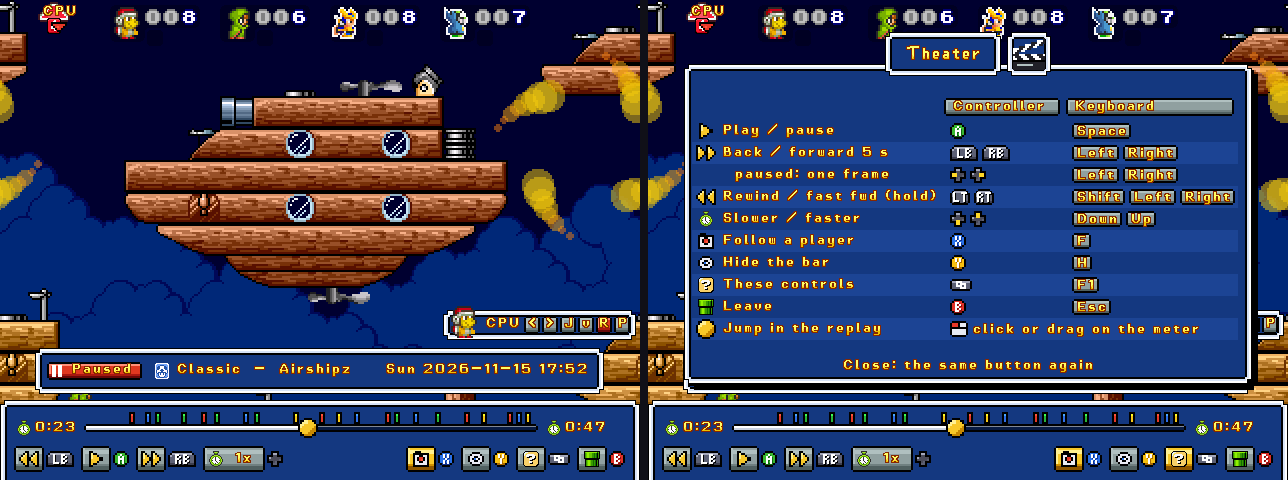 CPU 008 006 008 007
CPU < > J U R P
Paused Classic - Airshipz Sun 2026-11-15 17:52
0:23 0:47
LB A RB 1x X Y ? B
CPU 008 006 008 007
Theater
Controller Keyboard
Play / pause A Space
Back / forward 5 s LB RB Left Right
paused: one frame Left Right
Rewind / fast fwd (hold) LT RT Shift Left Right
Slower / faster Down Up
Follow a player X F
Hide the bar Y H
? These controls F1
Leave B Esc
Jump in the replay click or drag on the meter
P
Close: the same button again
0:23 0:47
LB A RB 1x X Y ? B